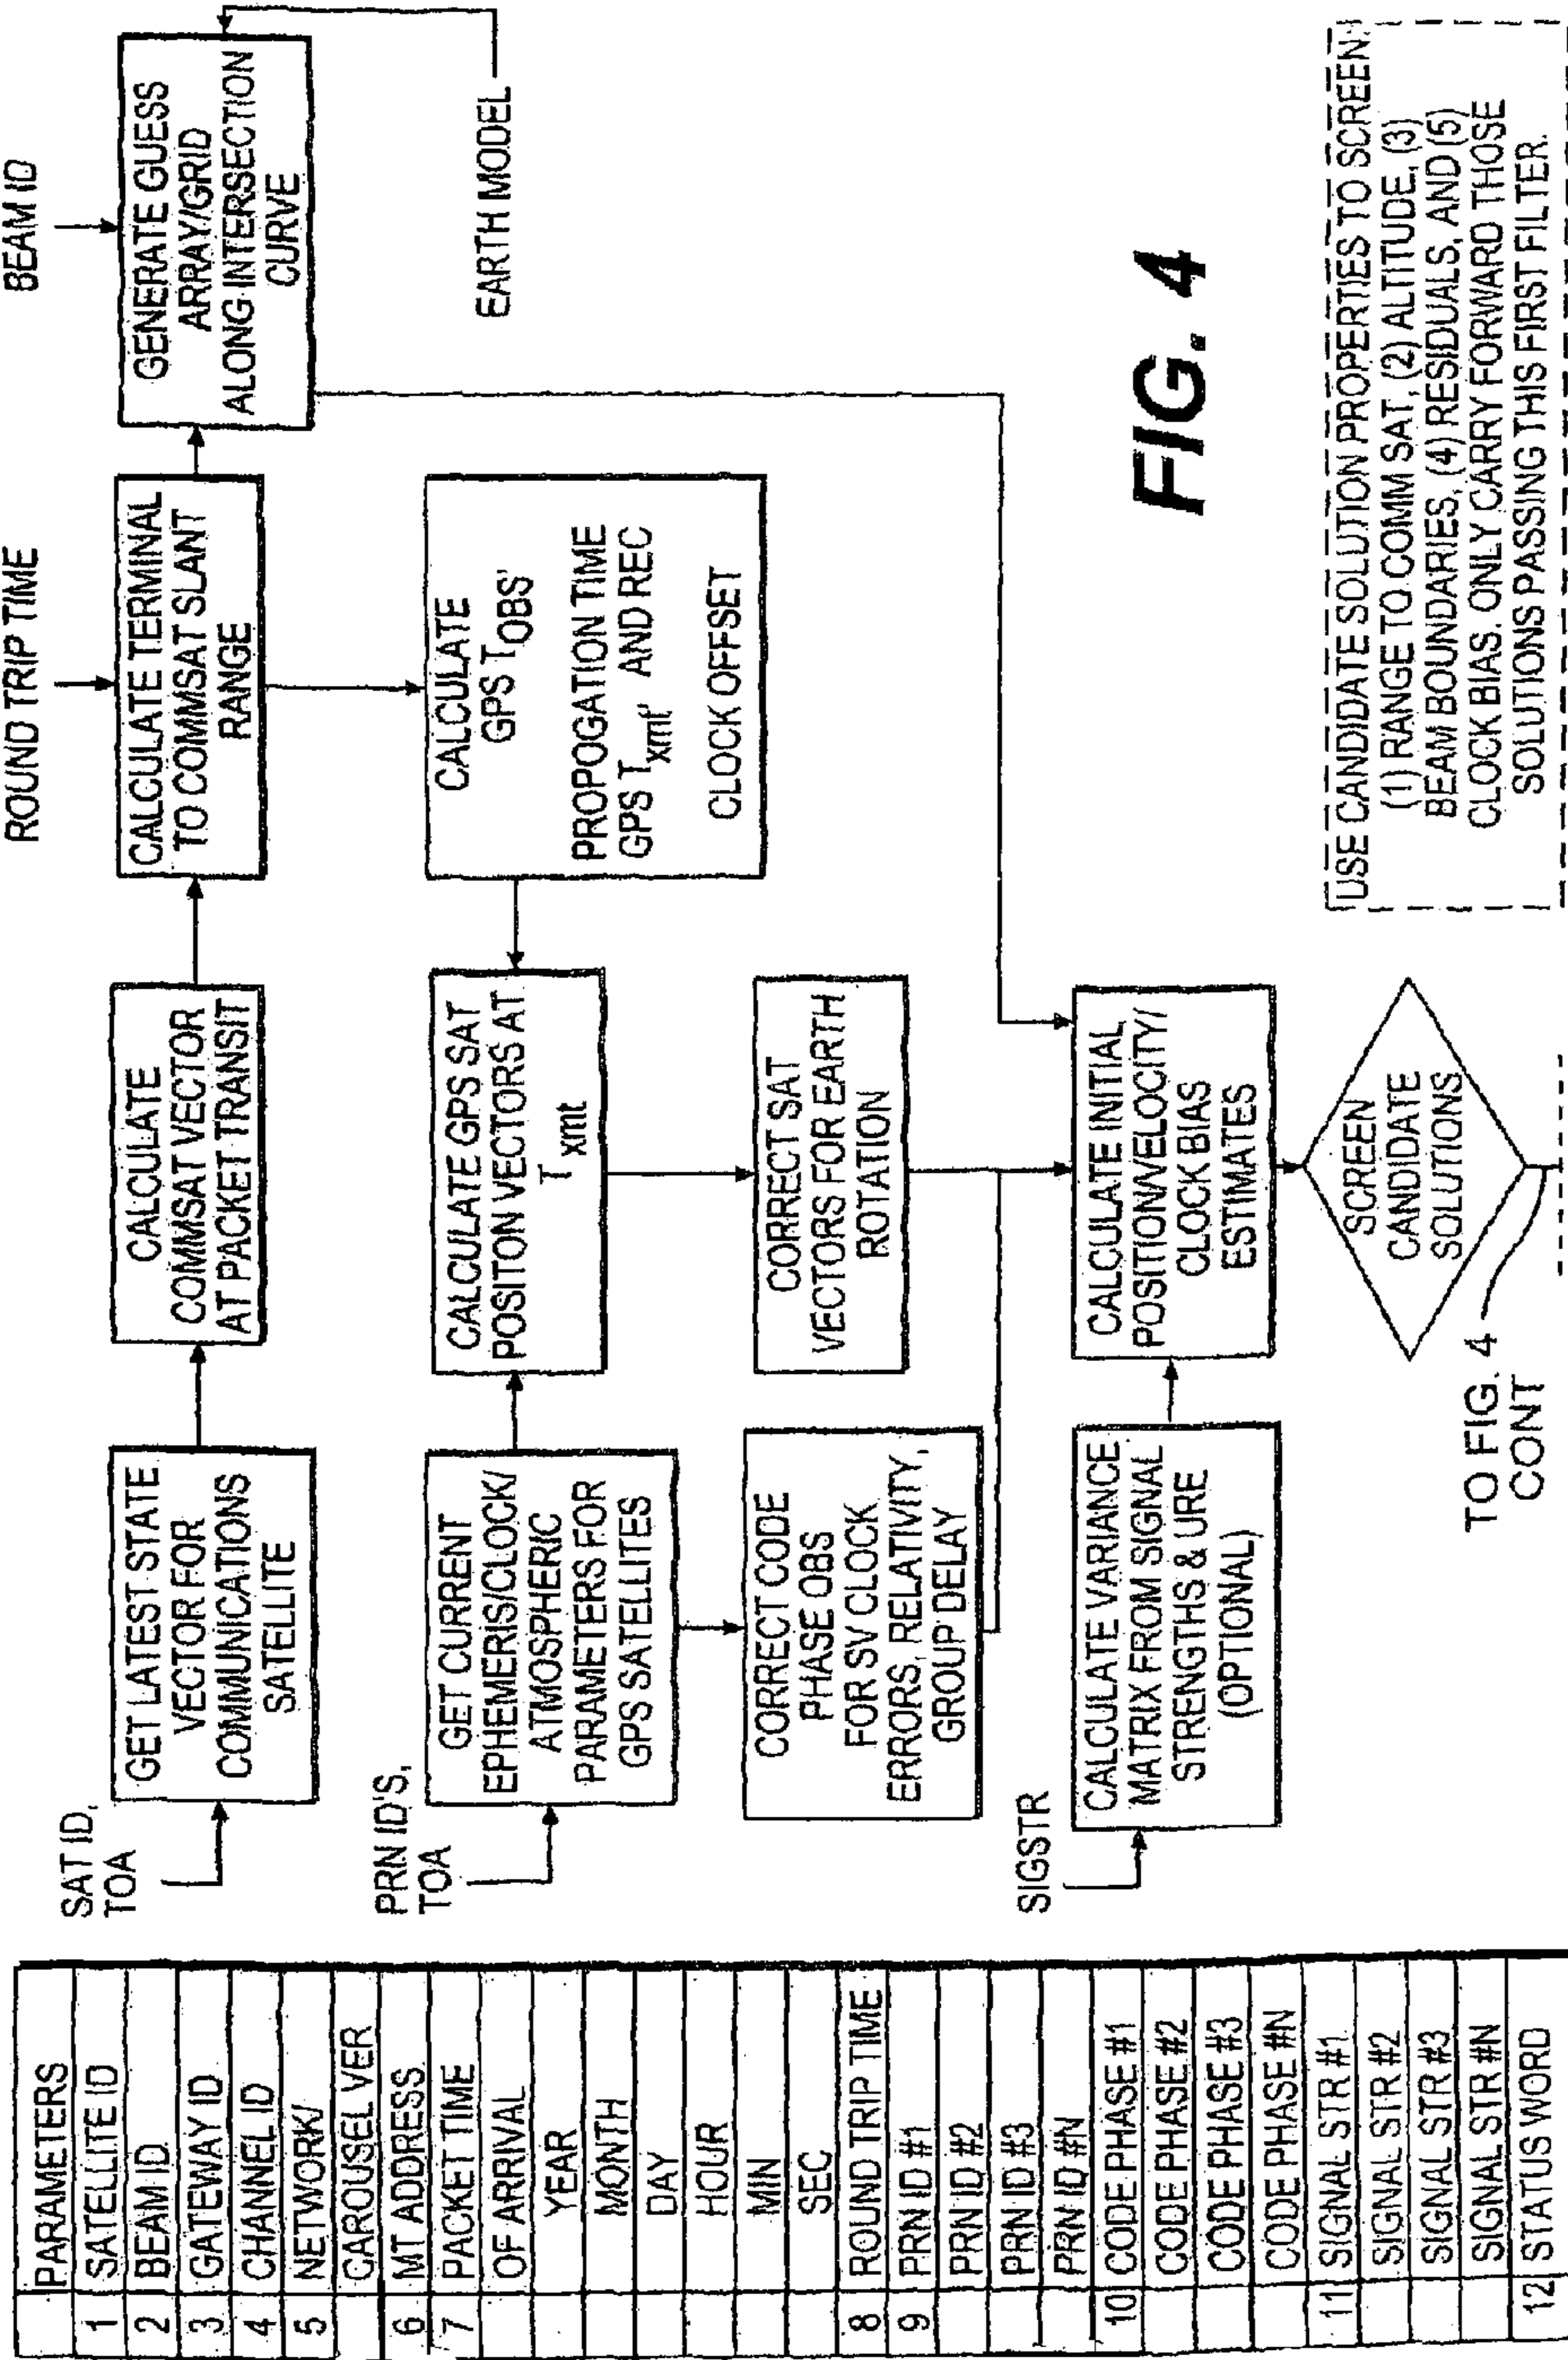 PARAMETERS
1 SATELLITE ID
2 BEAM ID
3 GATEWAY ID
4 CHANNEL ID
5 NETWORK/
CAROUSEL VER
6 MT ADDRESS
7 PACKET TIME
OF ARRIVAL
YEAR
MONTH
DAY
HOUR
MIN
SEC
8 ROUND TRIP TIME
9 PRN ID #1
PRN ID #2
PRN ID #3
PRN ID #N
10 CODE PHASE #1
CODE PHASE #2
CODE PHASE #3
CODE PHASE #N
11 SIGNAL STR #1
SIGNAL STR #2
SIGNAL STR #3
SIGNAL STR #N
12 STATUS WORD
SAT ID,
TOA
GET LATEST STATE
VECTOR FOR
COMMUNICATIONS
SATELLITE
CALCULATE
COMMSAT VECTOR
AT PACKET TRANSIT
ROUND TRIP TIME
CALCULATE TERMINAL
TO COMMSAT SLANT
RANGE
BEAM ID
GENERATE GUESS
ARRAY/GRID
ALONG INTERSECTION
CURVE
EARTH MODEL
PRN ID'S,
TOA
GET CURRENT
EPHEMERIS/CLOCK/
ATMOSPHERIC
PARAMETERS FOR
GPS SATELLITES
CALCULATE GPS SAT
POSITON VECTORS AT
T xmt
CALCULATE
GPS TOBS'
PROPOGATION TIME
GPS Txmt' AND REC
CLOCK OFFSET
CORRECT CODE
PHASE OBS
FOR SV CLOCK
ERRORS, RELATIVITY,
GROUP DELAY
CORRECT SAT
VECTORS FOR EARTH
ROTATION
SIGSTR
CALCULATE VARIANCE
MATRIX FROM SIGNAL
STRENGTHS & URE
(OPTIONAL)
CALCULATE INITIAL
POSITION/VELOCITY/
CLOCK BIAS
ESTIMATES
SCREEN
CANDIDATE
SOLUTIONS
TO FIG. 4
CONT
FIG. 4
USE CANDIDATE SOLUTION PROPERTIES TO SCREEN:
(1) RANGE TO COMM SAT, (2) ALTITUDE, (3)
BEAM BOUNDARIES, (4) RESIDUALS, AND (5)
CLOCK BIAS. ONLY CARRY FORWARD THOSE
SOLUTIONS PASSING THIS FIRST FILTER.